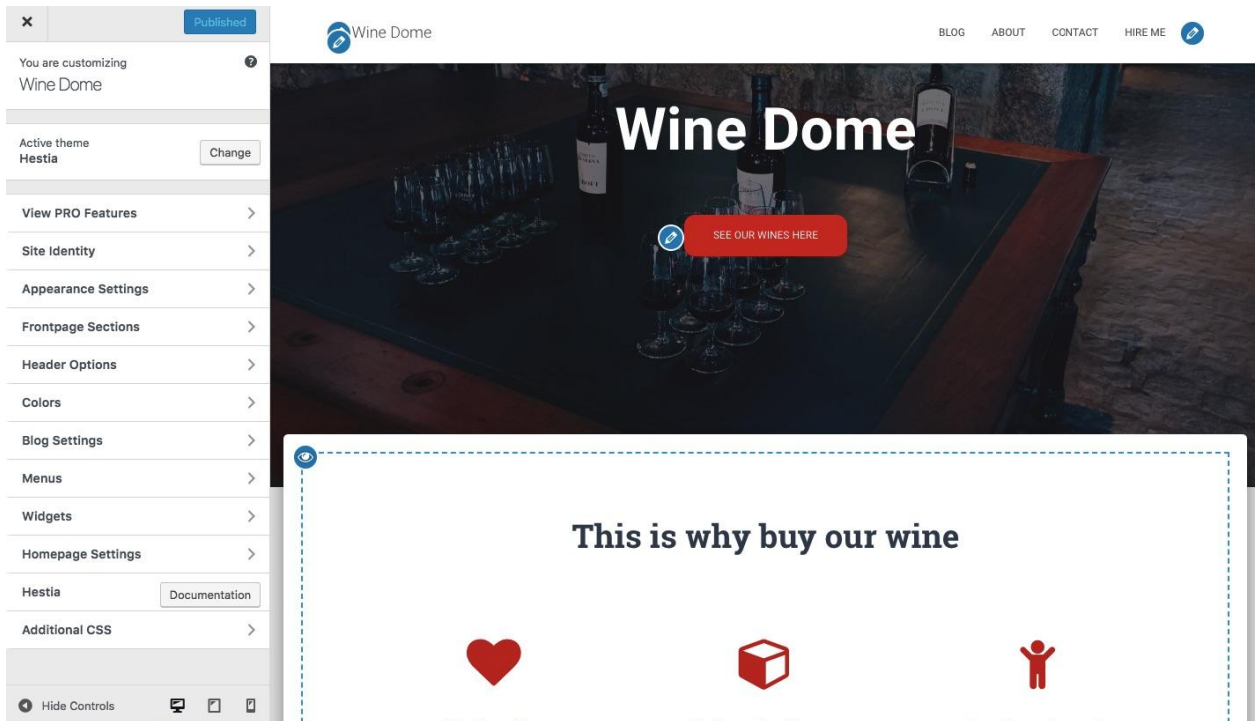 Published
You are customizing
Wine Dome
Active theme
Hestia
Change
View PRO Features
Site Identity
Appearance Settings
Frontpage Sections
Header Options
Colors
Blog Settings
Menus
Widgets
Homepage Settings
Hestia
Documentation
Additional CSS
Hide Controls
Wine Dome
BLOG ABOUT CONTACT HIRE ME
Wine Dome
SEE OUR WINES HERE
This is why buy our wine